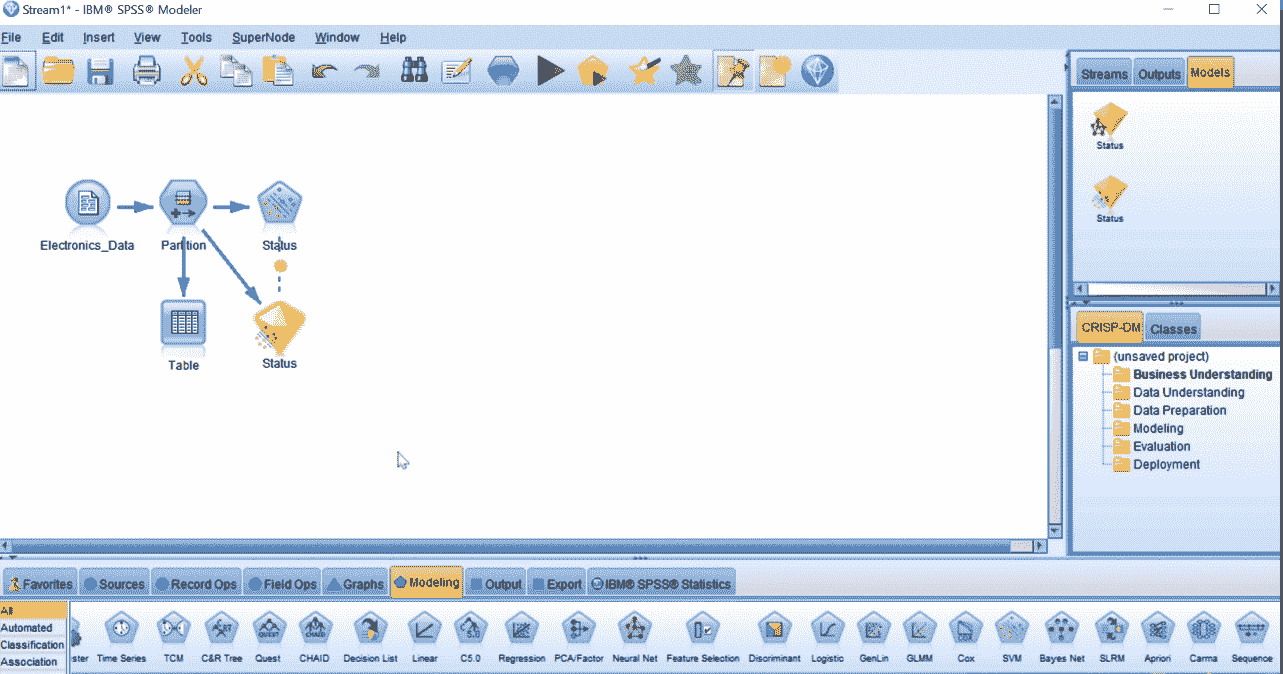 Stream1* - IBM® SPSS® Modeler
File Edit Insert View Tools SuperNode Window Help
Streams Outputs Models
Status
Status
Electronics_Data Partition Status
Table Status
CRISP-DM Classes
(unsaved project)
Business Understanding
Data Understanding
Data Preparation
Modeling
Evaluation
Deployment
Favorites Sources Record Ops Field Ops Graphs Modeling Output Export IBM® SPSS® Statistics
All
Automated
Classification
Association
ster Time Series TCM C&R Tree Quest CHAID Decision List Linear C5.0 Regression PCA/Factor Neural Net Feature Selection Discriminant Logistic GenLin GLMM Cox SVM Bayes Net SLRM Apriori Carma Sequence